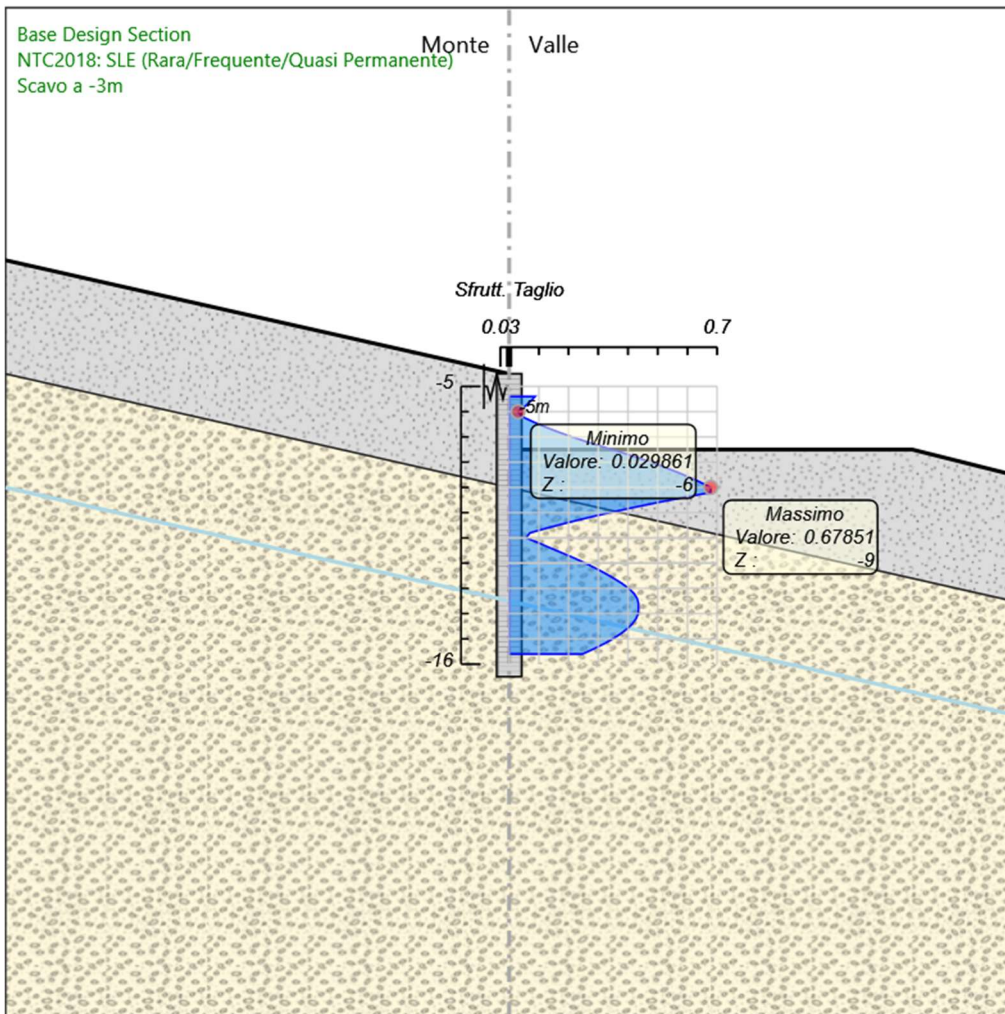 Base Design Section
NTC2018: SLE (Rara/Frequente/Quasi Permanente)
Scavo a -3m
Monte
Valle
Sfrutt. Taglio
0.03
0.7
-5
-5m
Minimo
Valore: 0.029861
Z : -6
Massimo
Valore: 0.67851
Z : -9
-16